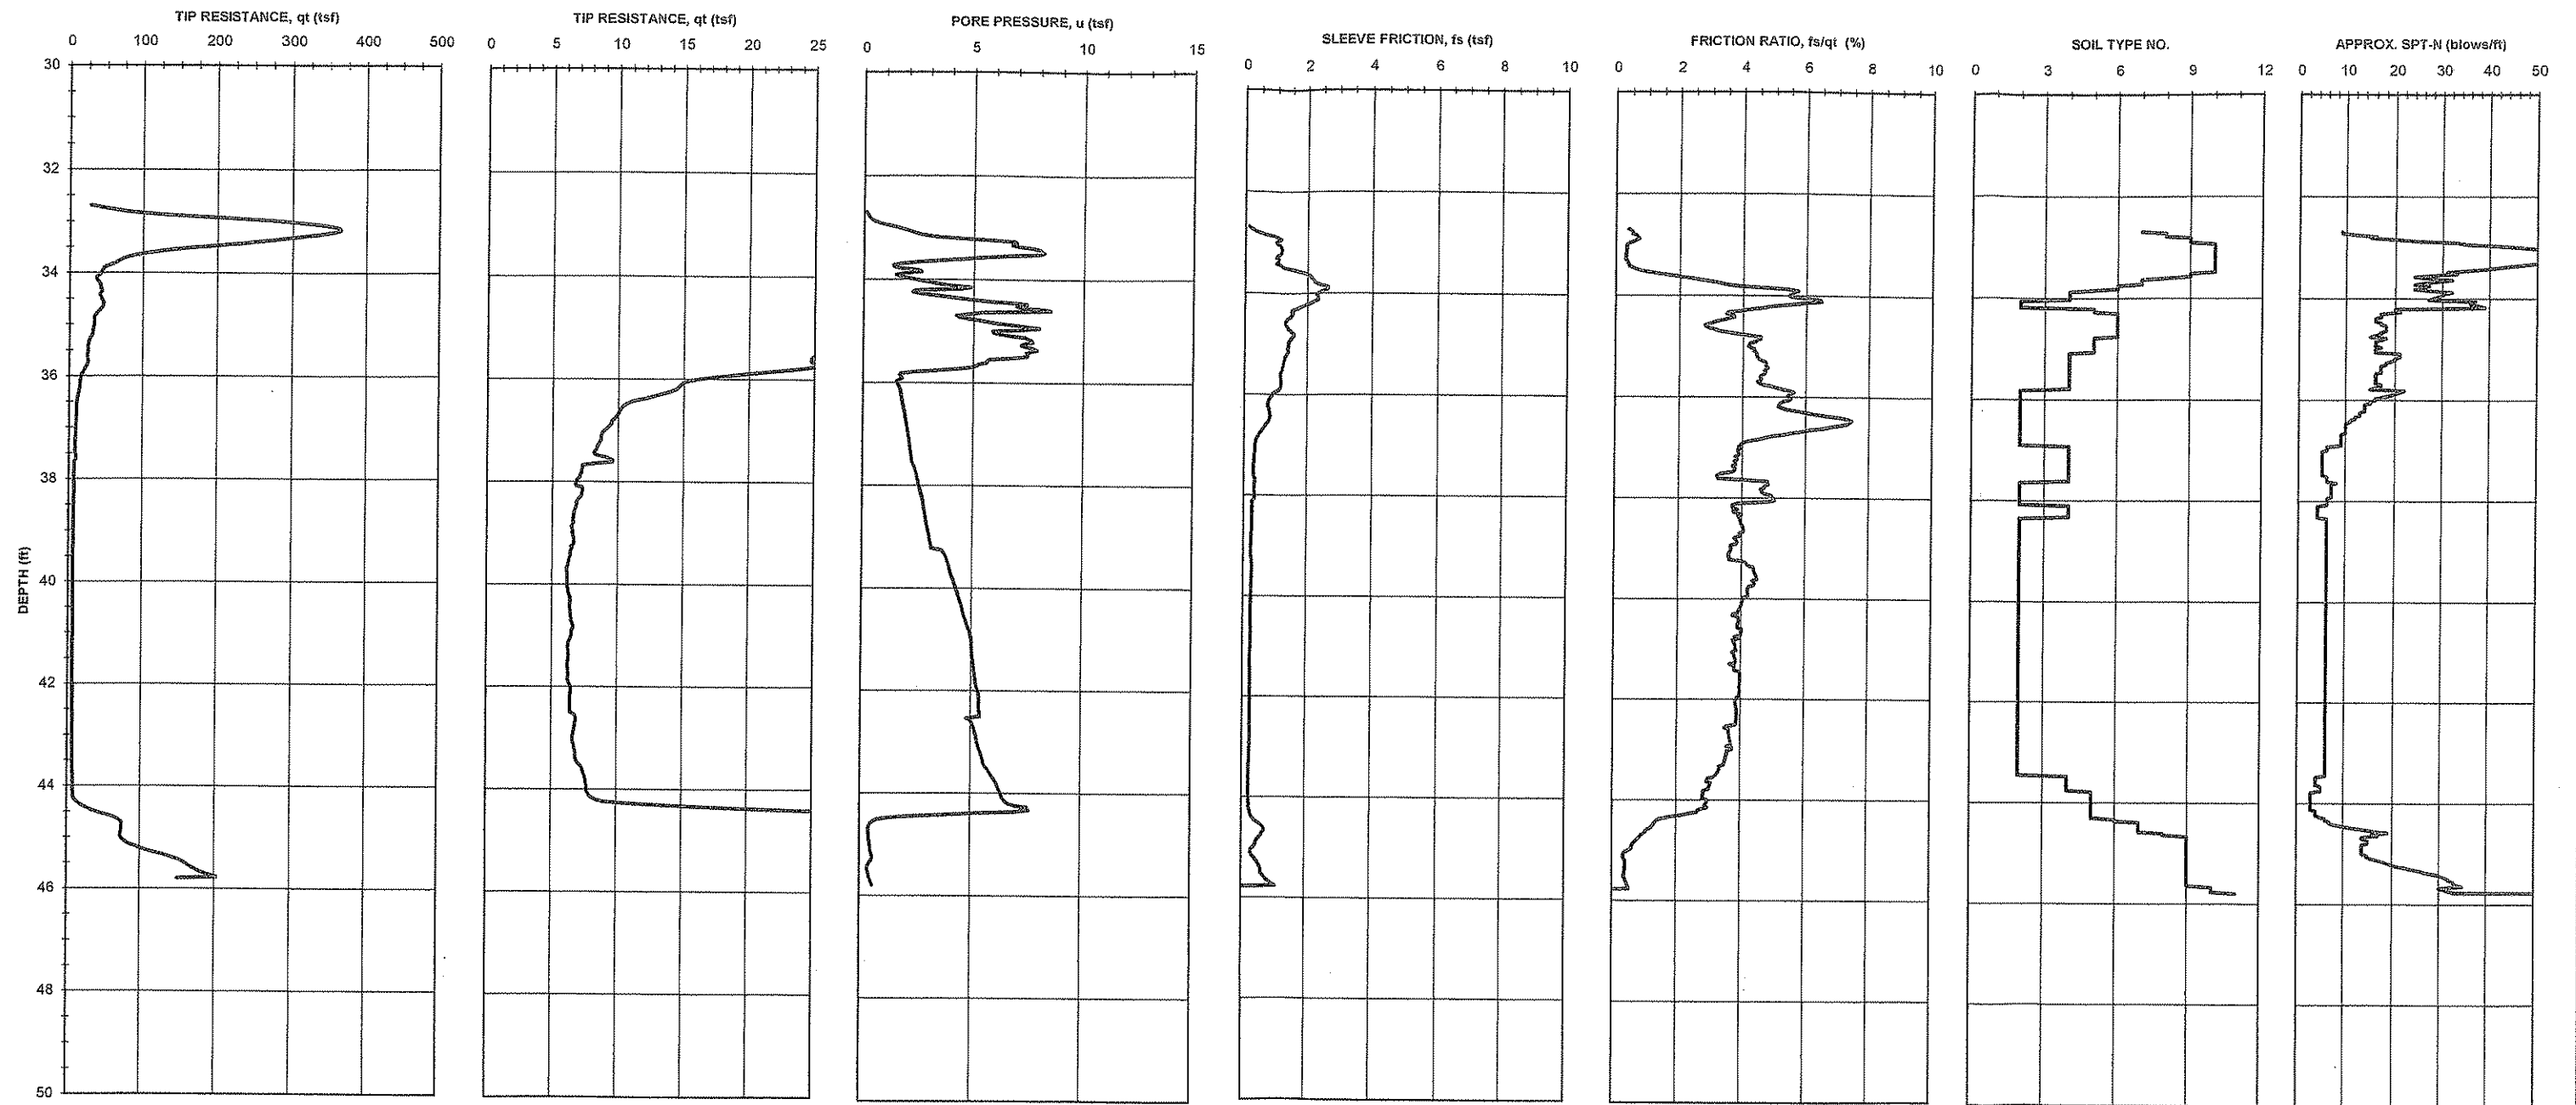 TIP RESISTANCE, qt (tsf)
0 100 200 300 400 500
TIP RESISTANCE, qt (tsf)
0 5 10 15 20 25
PORE PRESSURE, u (tsf)
0 5 10 15
SLEEVE FRICTION, fs (tsf)
0 2 4 6 8 10
FRICTION RATIO, fs/qt (%)
0 2 4 6 8 10
SOIL TYPE NO.
0 3 6 9 12
APPROX. SPT-N (blows/ft)
0 10 20 30 40 50
DEPTH (ft)
30
32
34
36
38
40
42
44
46
48
50